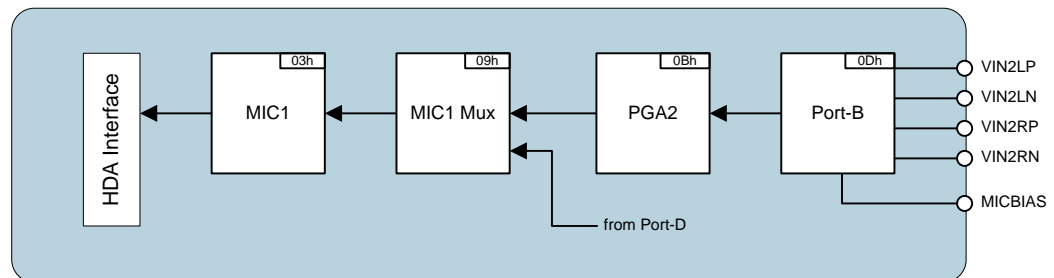 HDA Interface
03h
MIC1
09h
MIC1 Mux
0Bh
PGA2
0Dh
Port-B
VIN2LP
VIN2LN
VIN2RP
VIN2RN
MICBIAS
from Port-D